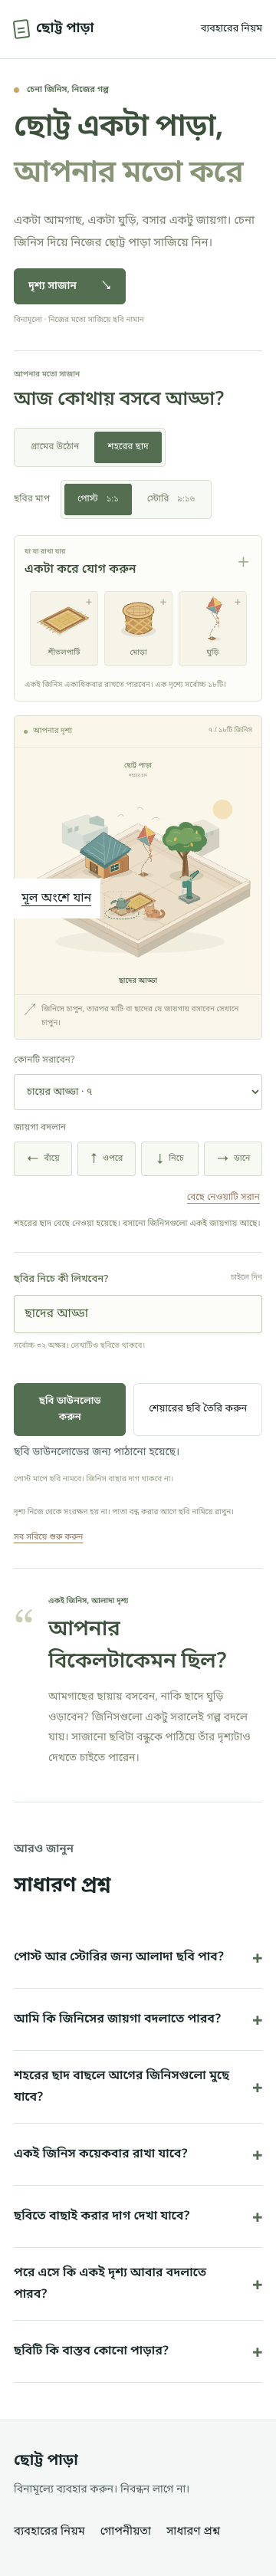 ছোট্ট পাড়া
ব্যবহারের নিয়ম
চেনা জিনিস, নিজের গল্প
ছোট্ট একটা পাড়া,
আপনার মতো করে
একটা আমগাছ, একটা ঘুড়ি, বসার একটু জায়গা। চেনা
জিনিস দিয়ে নিজের ছোট্ট পাড়া সাজিয়ে নিন।
দৃশ্য সাজান ↘
বিনামূল্যে · নিজের মতো সাজিয়ে ছবি নামান
আপনার মতো সাজান
আজ কোথায় বসবে আড্ডা?
গ্রামের উঠোন শহরের ছাদ
ছবির মাপ পোস্ট ১:১ স্টোরি ৯:১৬
যা যা রাখা যায়
একটা করে যোগ করুন +
শীতলপাটি + মোড়া + ঘুড়ি +
একই জিনিস একাধিকবার রাখতে পারবেন। এক দৃশ্যে সর্বোচ্চ ১৮টি।
আপনার দৃশ্য ৭ / ১৮টি জিনিস
ছোট্ট পাড়া
শহরের ছাদ
মূল অংশে যান
ছাদের আড্ডা
জিনিসে চাপুন, তারপর মাটি বা ছাদের যে জায়গায় বসাবেন সেখানে
চাপুন।
কোনটি সরাবেন?
চায়ের আড্ডা · ৭
জায়গা বদলান
← বাঁয়ে ↑ ওপরে ↓ নিচে → ডানে
বেছে নেওয়াটি সরান
শহরের ছাদ বেছে নেওয়া হয়েছে। বসানো জিনিসগুলো একই জায়গায় আছে।
ছবির নিচে কী লিখবেন? চাইলে দিন
ছাদের আড্ডা
সর্বোচ্চ ৩২ অক্ষর। লেখাটিও ছবিতে থাকবে।
ছবি ডাউনলোড
করুন
শেয়ারের ছবি তৈরি করুন
ছবি ডাউনলোডের জন্য পাঠানো হয়েছে।
পোস্ট মাপে ছবি নামবে। জিনিস বাছার দাগ থাকবে না।
দৃশ্য নিজে থেকে সংরক্ষণ হয় না। পাতা বন্ধ করার আগে ছবি নামিয়ে রাখুন।
সব সরিয়ে শুরু করুন
একই জিনিস, আলাদা দৃশ্য
“
আপনার
বিকেলটাকেমন ছিল?
আমগাছের ছায়ায় বসবেন, নাকি ছাদে ঘুড়ি
ওড়াবেন? জিনিসগুলো একটু সরালেই গল্প বদলে
যায়। সাজানো ছবিটা বন্ধুকে পাঠিয়ে তাঁর দৃশ্যটাও
দেখতে চাইতে পারেন।
আরও জানুন
সাধারণ প্রশ্ন
পোস্ট আর স্টোরির জন্য আলাদা ছবি পাব? +
আমি কি জিনিসের জায়গা বদলাতে পারব? +
শহরের ছাদ বাছলে আগের জিনিসগুলো মুছে
যাবে? +
একই জিনিস কয়েকবার রাখা যাবে? +
ছবিতে বাছাই করার দাগ দেখা যাবে? +
পরে এসে কি একই দৃশ্য আবার বদলাতে
পারব? +
ছবিটি কি বাস্তব কোনো পাড়ার? +
ছোট্ট পাড়া
বিনামূল্যে ব্যবহার করুন। নিবন্ধন লাগে না।
ব্যবহারের নিয়ম গোপনীয়তা সাধারণ প্রশ্ন